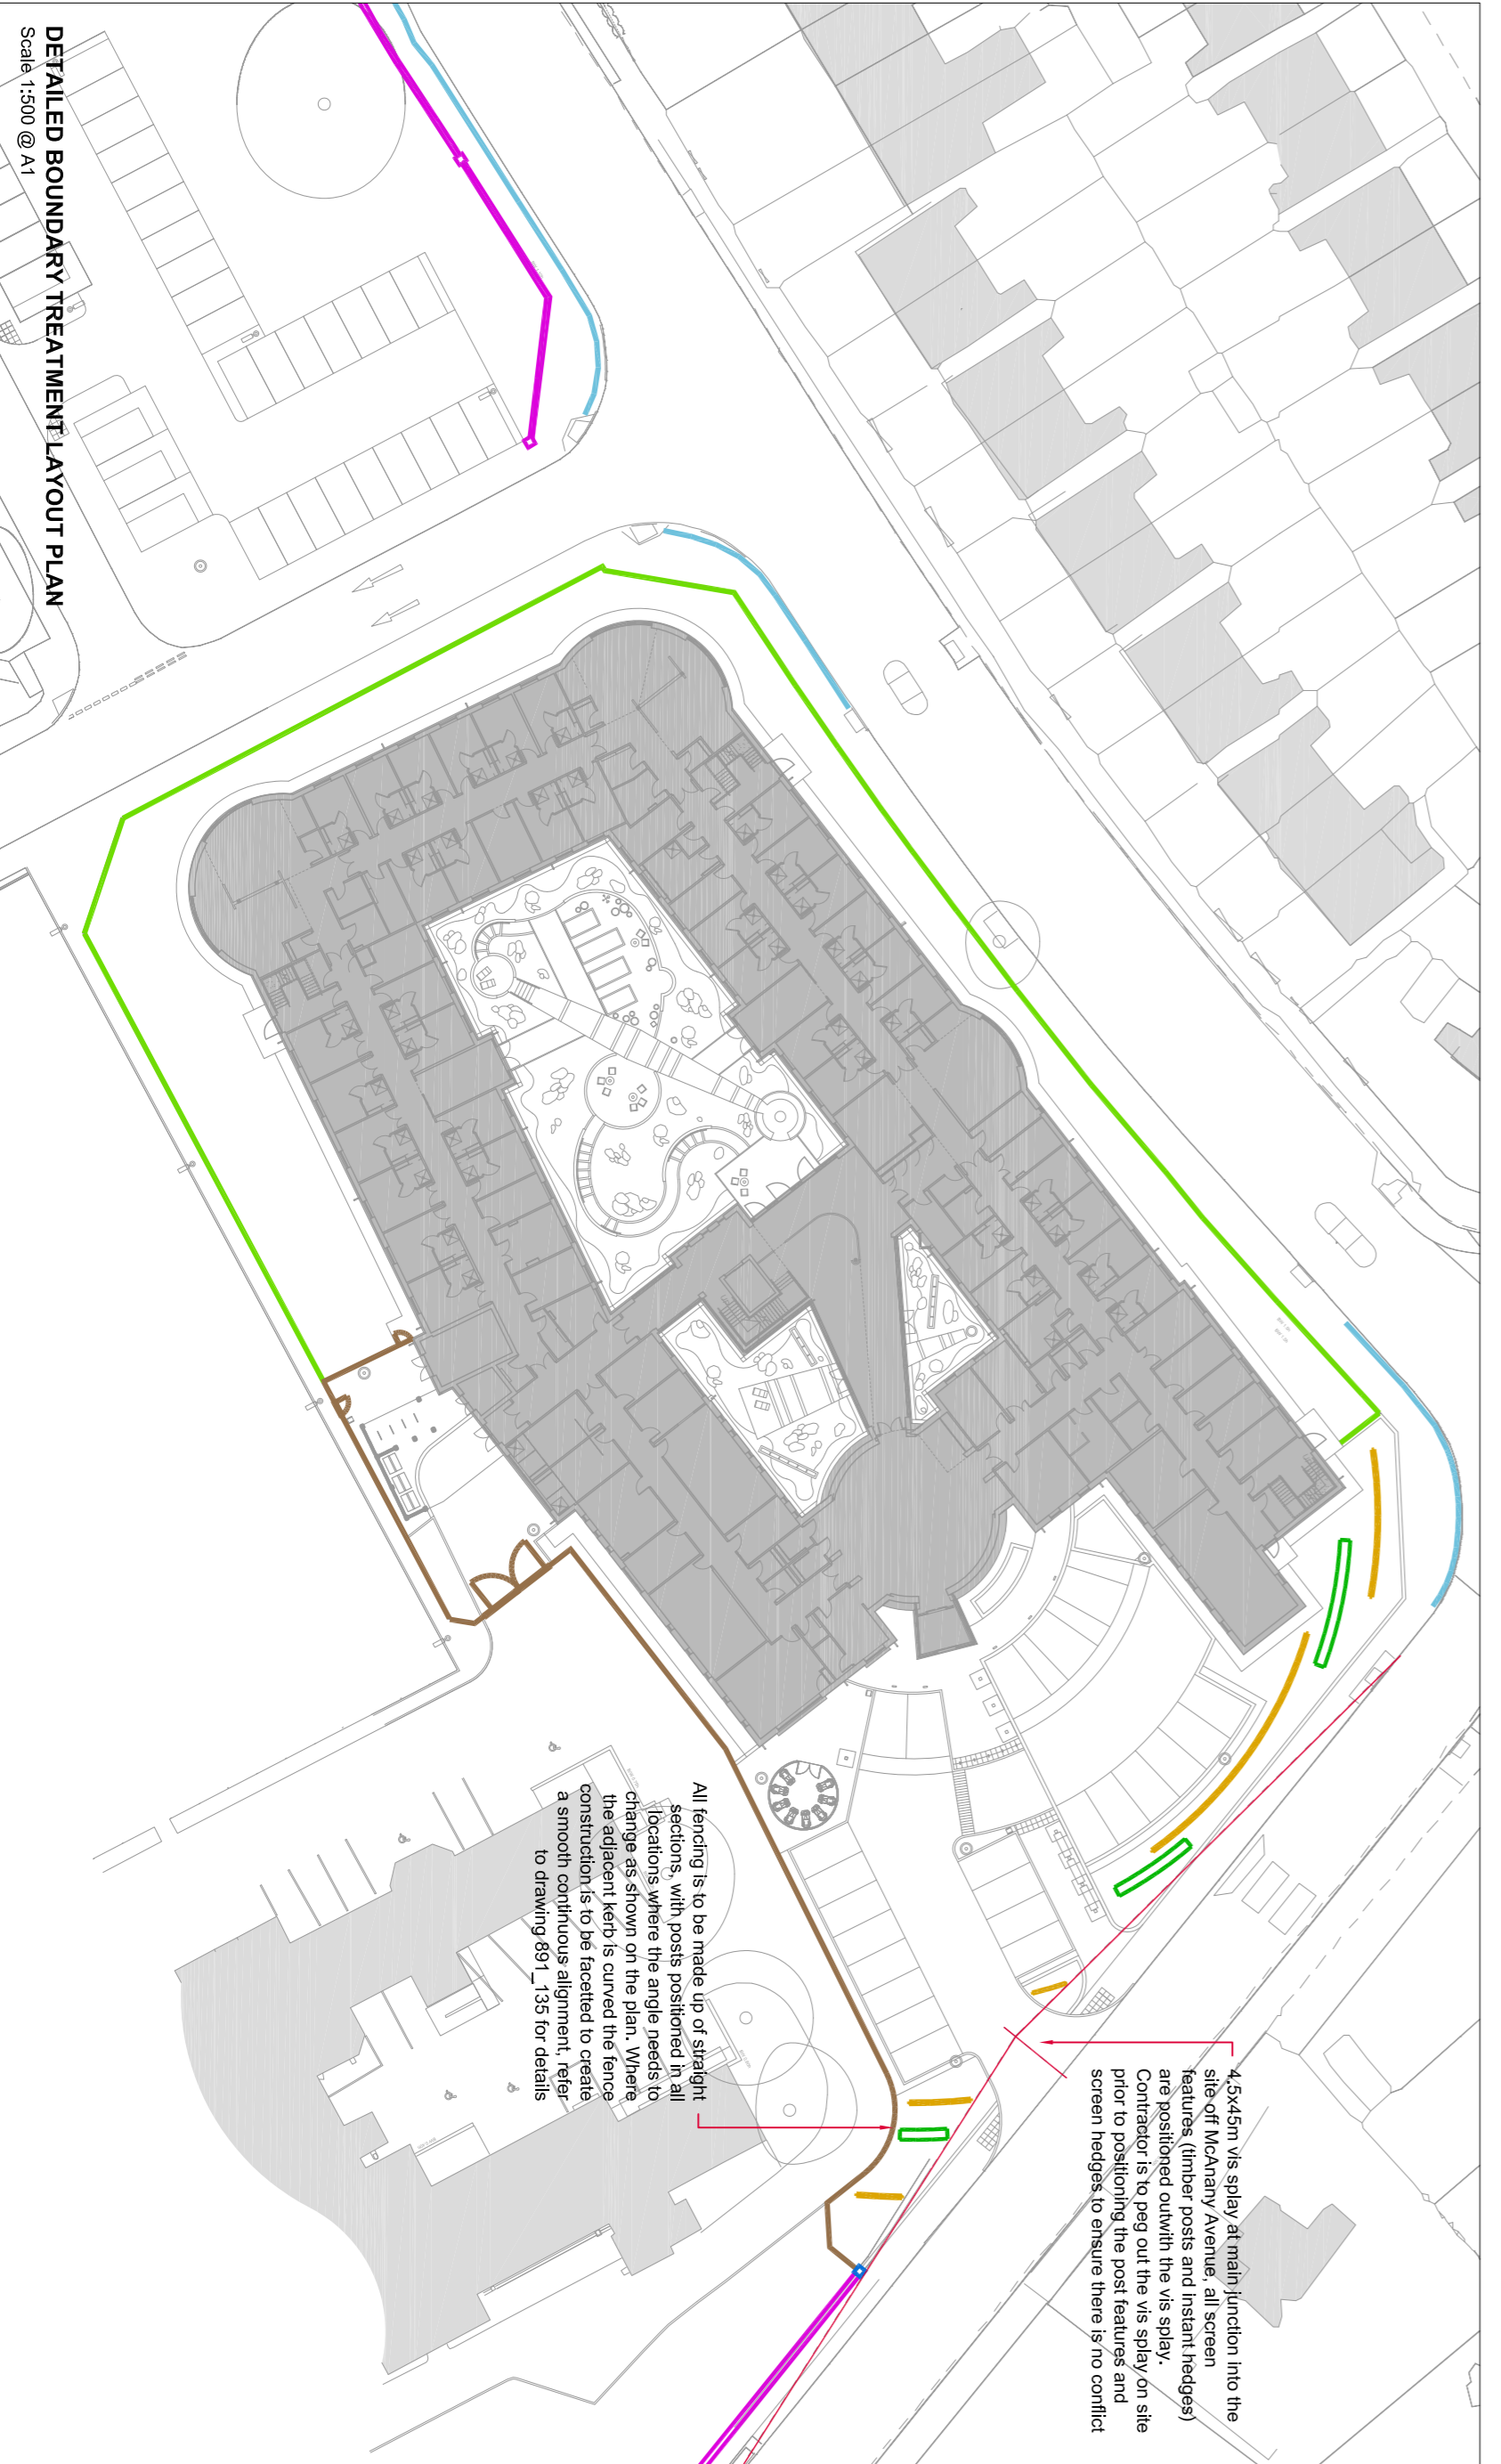 DETAILED BOUNDARY TREATMENT LAYOUT PLAN
Scale 1:500 @ A1
4.5x45m vis splay at main junction into the
site off McAnany Avenue, all screen
features (timber posts and instant hedges)
are positioned outwith the vis splay.
Contractor is to peg out the vis splay on site
prior to positioning the post features and
screen hedges to ensure there is no conflict
All fencing is to be made up of straight
sections, with posts positioned in all
locations where the angle needs to
change as shown on the plan. Where
the adjacent kerb is curved the fence
construction is to be facetted to create
a smooth continuous alignment, refer
to drawing 891_135 for details